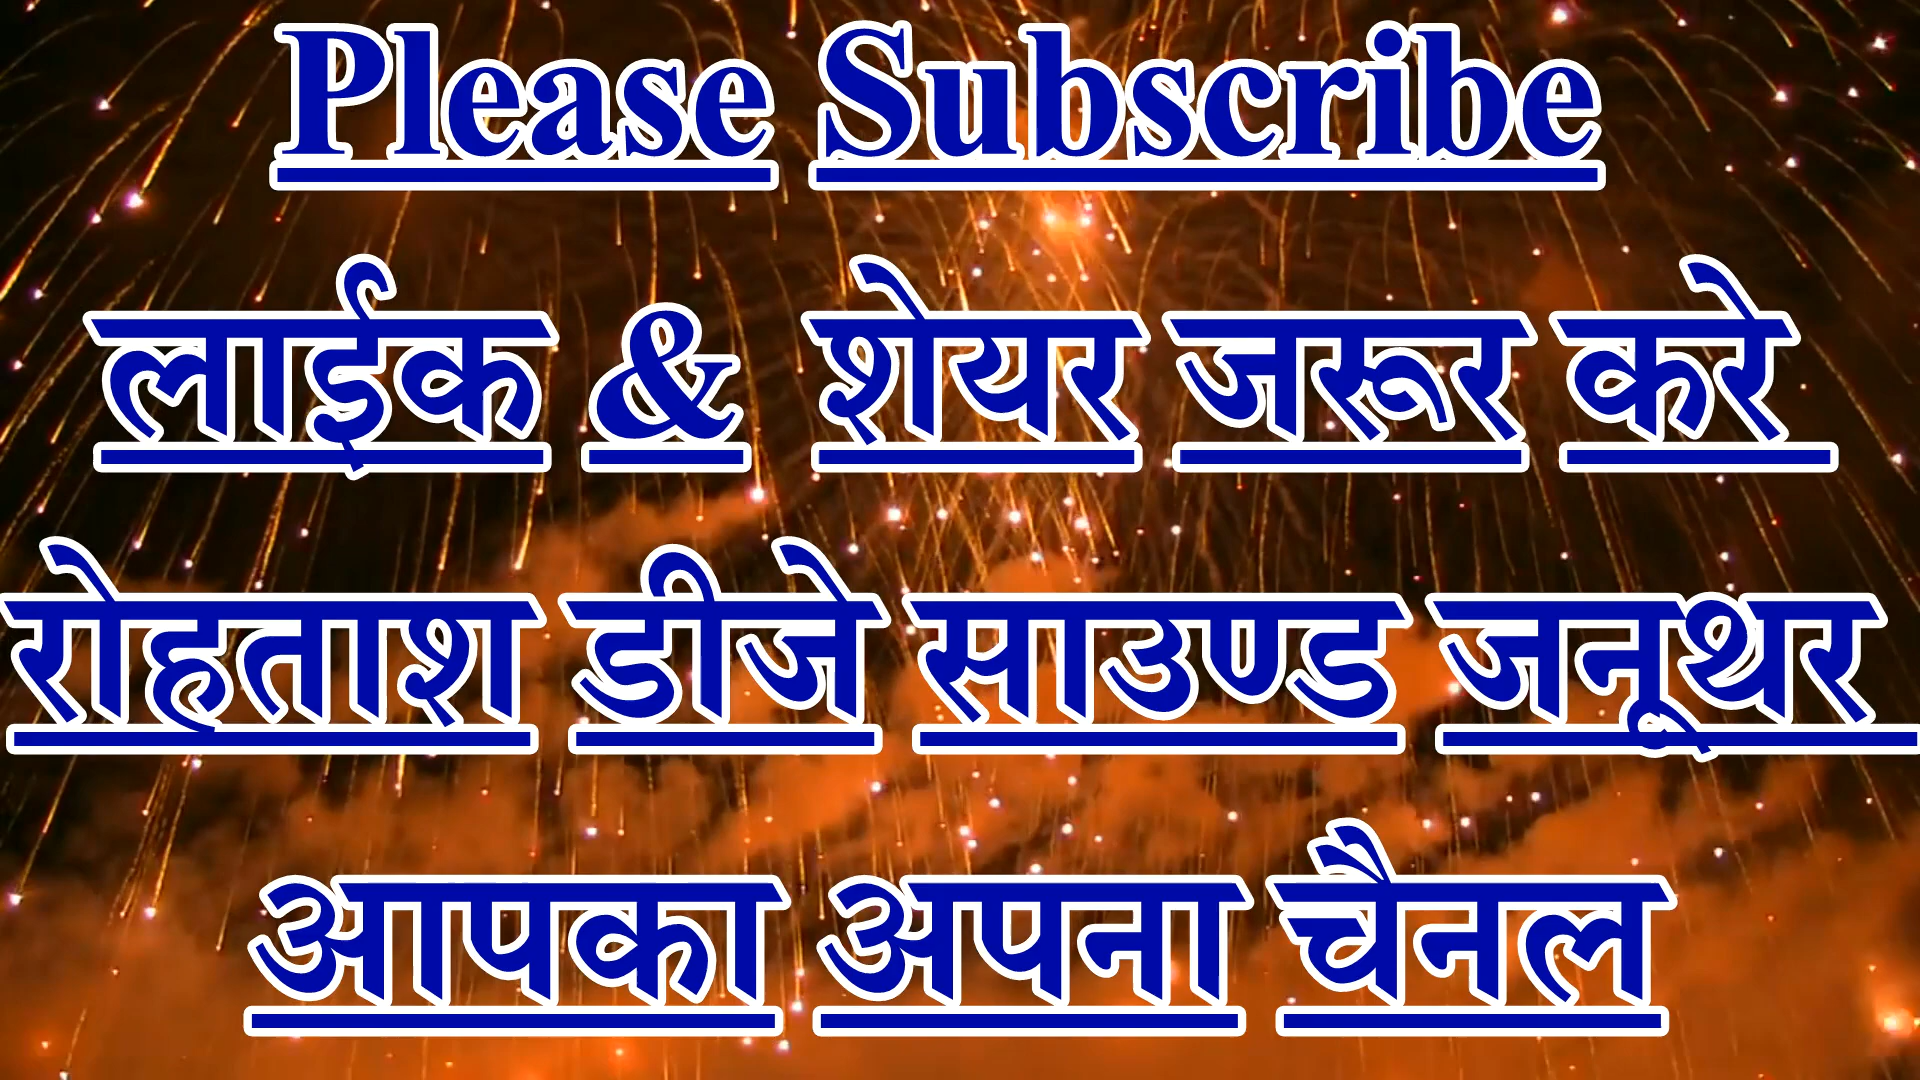 Please Subscribe
लाईक & शेयर जरूर करे
रोहताश डीजे साउण्ड जनूथर
आपका अपना चैनल